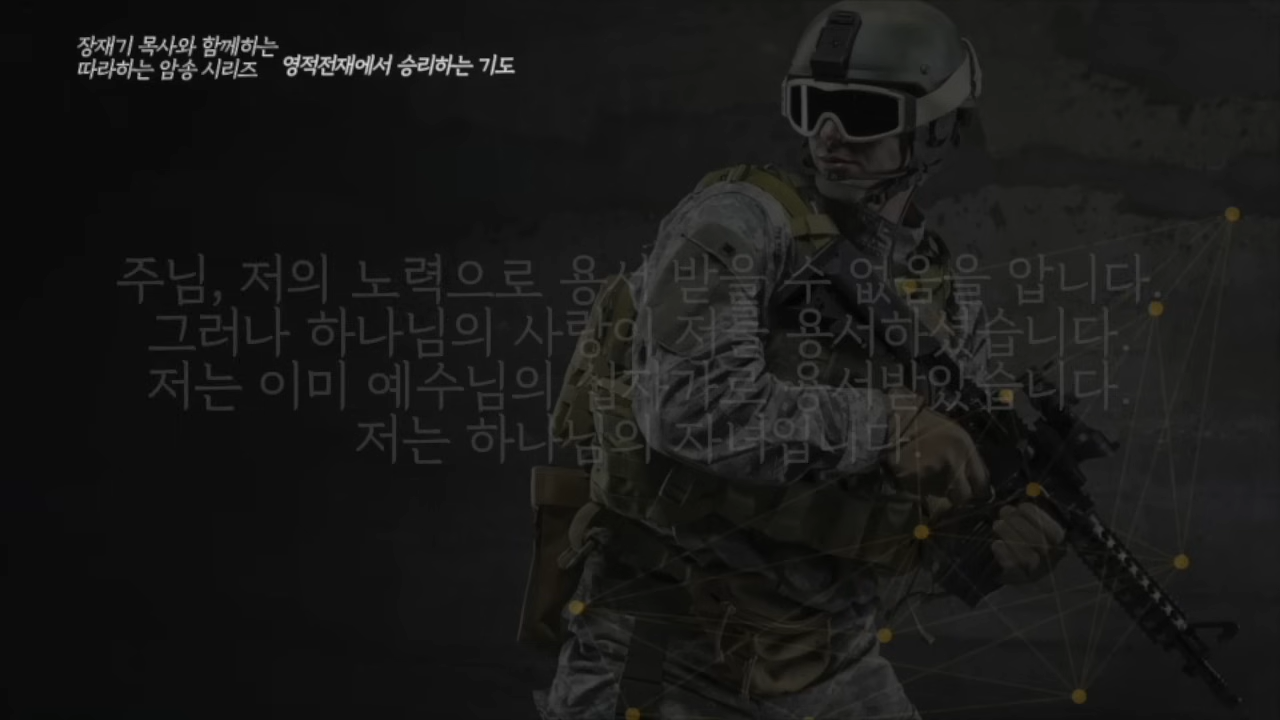 장재기 목사와 함께하는
따라하는 암송 시리즈 영적전재에서 승리하는 기도
주님, 저의 노력으로 용서 받을 수 없음을 압니다.
그러나 하나님의 사랑이 저를 용서하셨습니다.
저는 이미 예수님의 십자가로 용서받았습니다.
저는 하나님의 자녀입니다.